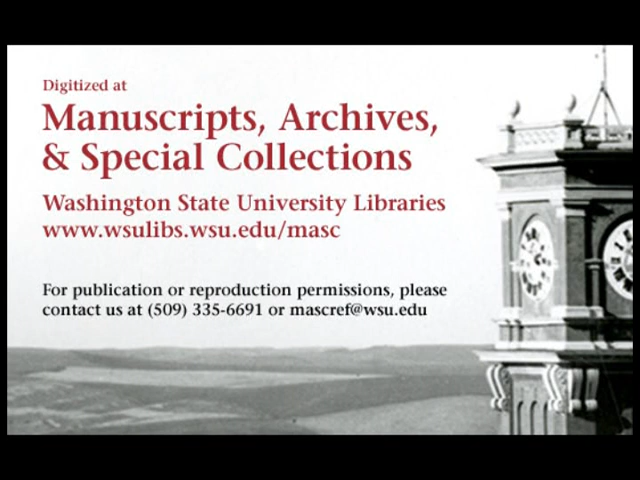 Digitized at
Manuscripts, Archives,
& Special Collections
Washington State University Libraries
www.wsulibs.wsu.edu/masc
For publication or reproduction permissions, please
contact us at (509) 335-6691 or mascref@wsu.edu